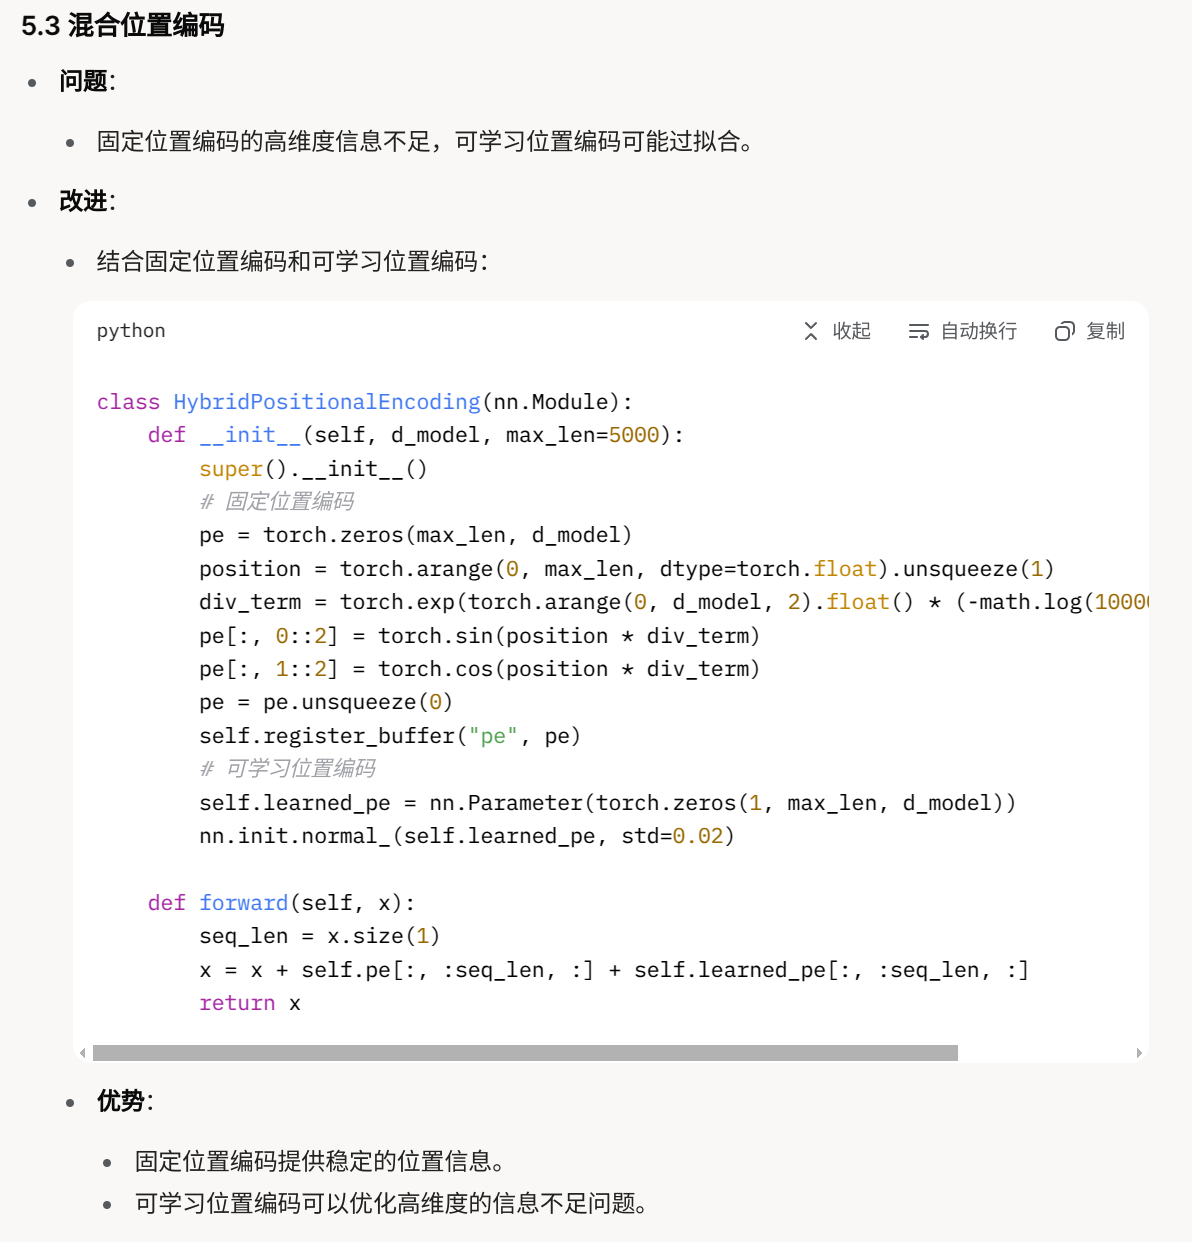 5.3 混合位置编码
问题：
固定位置编码的高维度信息不足，可学习位置编码可能过拟合。
改进：
结合固定位置编码和可学习位置编码：
python 收起 自动换行 复制
class HybridPositionalEncoding(nn.Module):
    def __init__(self, d_model, max_len=5000):
        super().__init__()
        # 固定位置编码
        pe = torch.zeros(max_len, d_model)
        position = torch.arange(0, max_len, dtype=torch.float).unsqueeze(1)
        div_term = torch.exp(torch.arange(0, d_model, 2).float() * (-math.log(10000
        pe[:, 0::2] = torch.sin(position * div_term)
        pe[:, 1::2] = torch.cos(position * div_term)
        pe = pe.unsqueeze(0)
        self.register_buffer("pe", pe)
        # 可学习位置编码
        self.learned_pe = nn.Parameter(torch.zeros(1, max_len, d_model))
        nn.init.normal_(self.learned_pe, std=0.02)
    def forward(self, x):
        seq_len = x.size(1)
        x = x + self.pe[:, :seq_len, :] + self.learned_pe[:, :seq_len, :]
        return x
优势：
固定位置编码提供稳定的位置信息。
可学习位置编码可以优化高维度的信息不足问题。